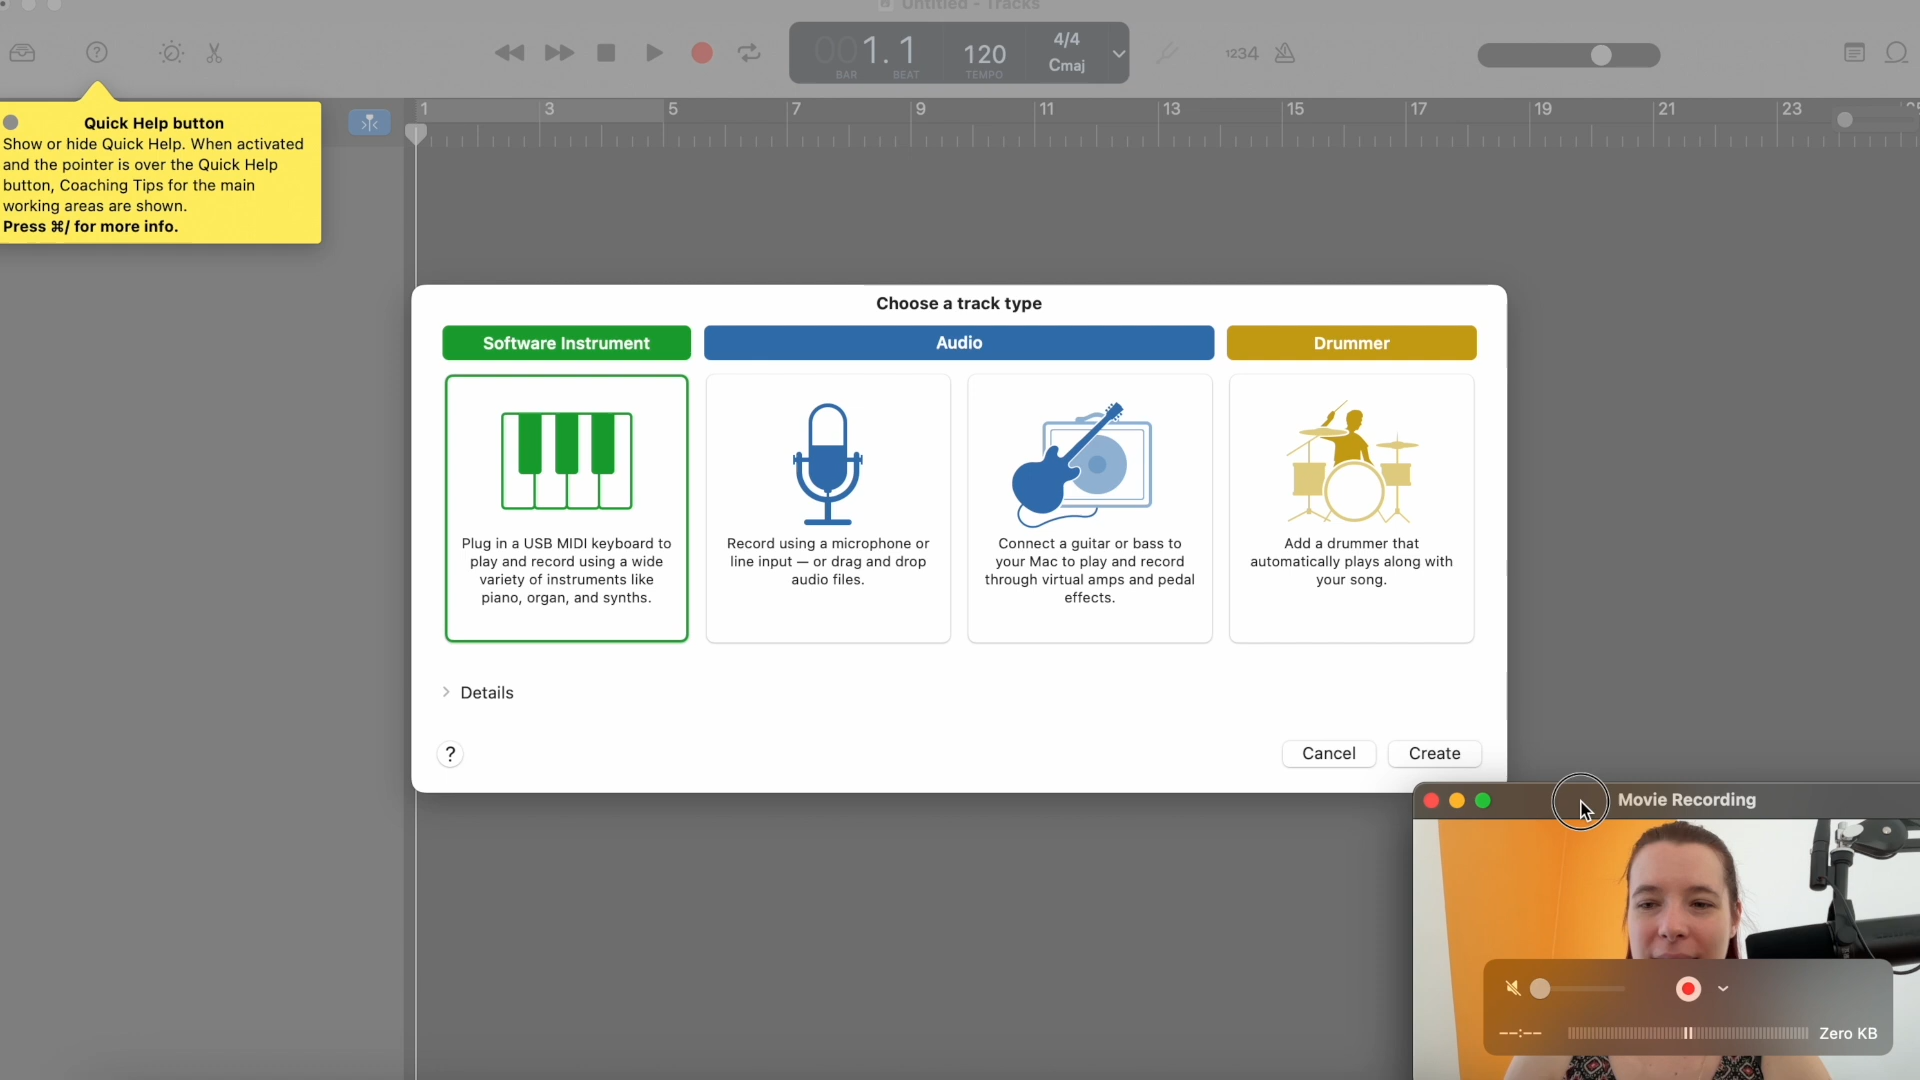 Untitled - Tracks
001.1
BAR
BEAT
120
TEMPO
4/4
Cmaj
1234
1
3
5
7
9
11
13
15
17
19
21
23
Quick Help button
Show or hide Quick Help. When activated
and the pointer is over the Quick Help
button, Coaching Tips for the main
working areas are shown.
Press ⌘/ for more info.
Choose a track type
Software Instrument
Audio
Drummer
Plug in a USB MIDI keyboard to
play and record using a wide
variety of instruments like
piano, organ, and synths.
Record using a microphone or
line input — or drag and drop
audio files.
Connect a guitar or bass to
your Mac to play and record
through virtual amps and pedal
effects.
Add a drummer that
automatically plays along with
your song.
Details
?
Cancel
Create
Movie Recording
--:--
Zero KB